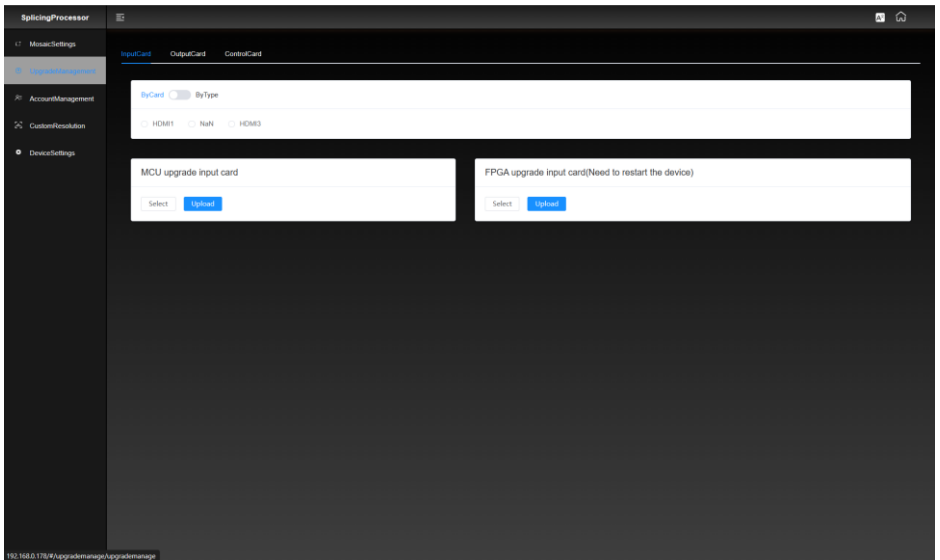 SplicingProcessor
MosaicSettings
UpgradeManagement
AccountManagement
CustomResolution
DeviceSettings
InputCard OutputCard ControlCard
ByCard ByType
HDMI1 NaN HDMI3
MCU upgrade input card
Select Upload
FPGA upgrade input card(Need to restart the device)
Select Upload
192.168.0.178/#/upgrademanage/upgrademanage